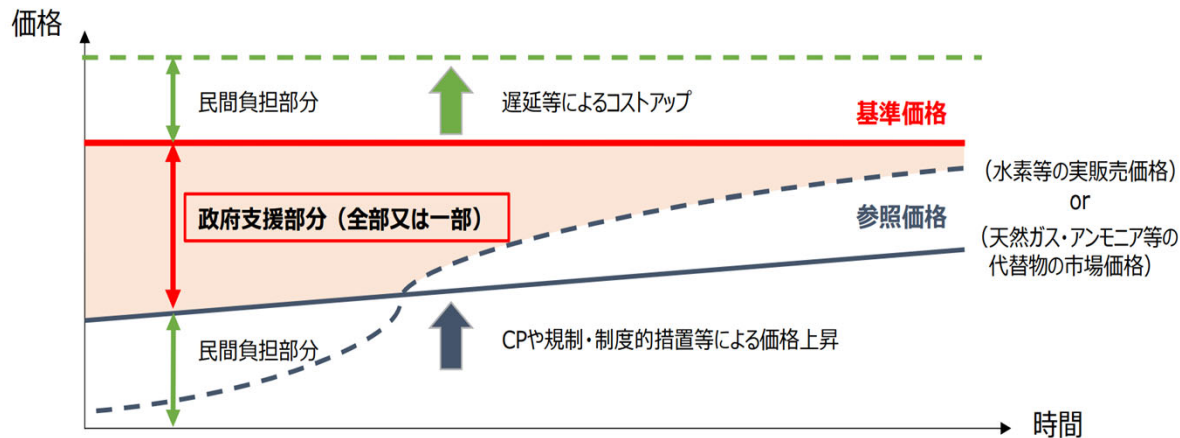 価格
民間負担部分
遅延等によるコストアップ
基準価格
(水素等の実販売価格)
or
(天然ガス・アンモニア等の
代替物の市場価格)
参照価格
政府支援部分(全部又は一部)
民間負担部分
CPや規制・制度的措置等による価格上昇
時間